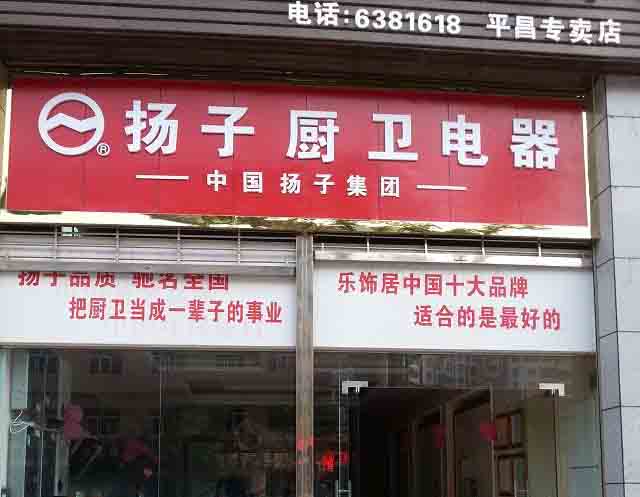 电话:6381618 平昌专卖店
®
扬子厨卫电器
中国扬子集团
扬子品质 驰名全国
把厨卫当成一辈子的事业
乐饰居中国十大品牌
适合的是最好的